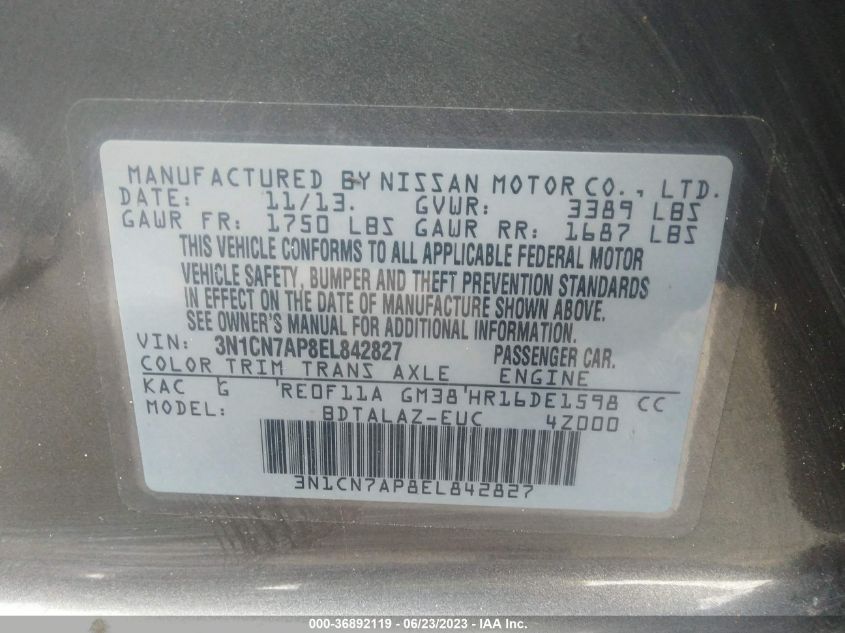 MANUFACTURED BY NISSAN MOTOR CO., LTD.
DATE: 11/13. GVWR: 3389 LBS
GAWR FR: 1750 LBS GAWR RR: 1687 LBS
THIS VEHICLE CONFORMS TO ALL APPLICABLE FEDERAL MOTOR
VEHICLE SAFETY, BUMPER AND THEFT PREVENTION STANDARDS
IN EFFECT ON THE DATE OF MANUFACTURE SHOWN ABOVE.
SEE OWNER'S MANUAL FOR ADDITIONAL INFORMATION.
VIN: 3N1CN7AP8EL842827 PASSENGER CAR.
COLOR TRIM TRANS AXLE ENGINE
KAC G RE0F11A GM38 HR16DE1598 CC
MODEL: BDTALAZ-EUC 4Z000
3N1CN7AP8EL842827
000-36892119 - 06/23/2023 - IAA Inc.